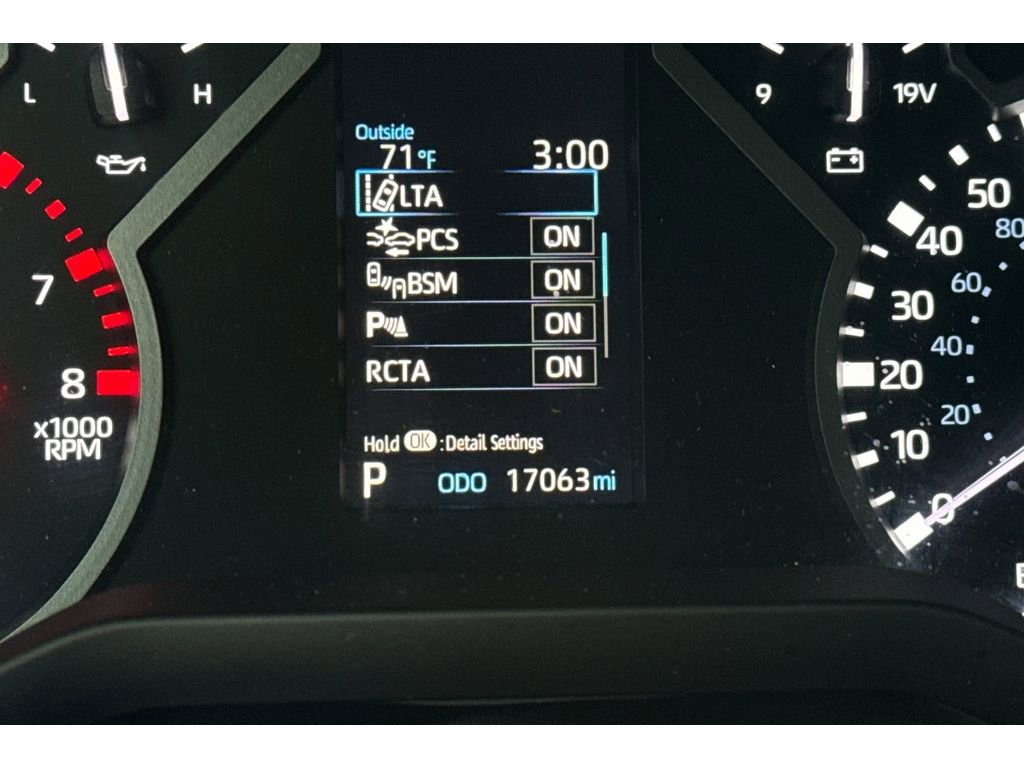 L
H
9
19V
Outside
71°F 3:00
LTA
PCS ON
BSM ON
P ON
RCTA ON
Hold OK : Detail Settings
P ODO 17063 mi
7
8
x1000
RPM
50
80
40
60
30
40
20
20
10
0